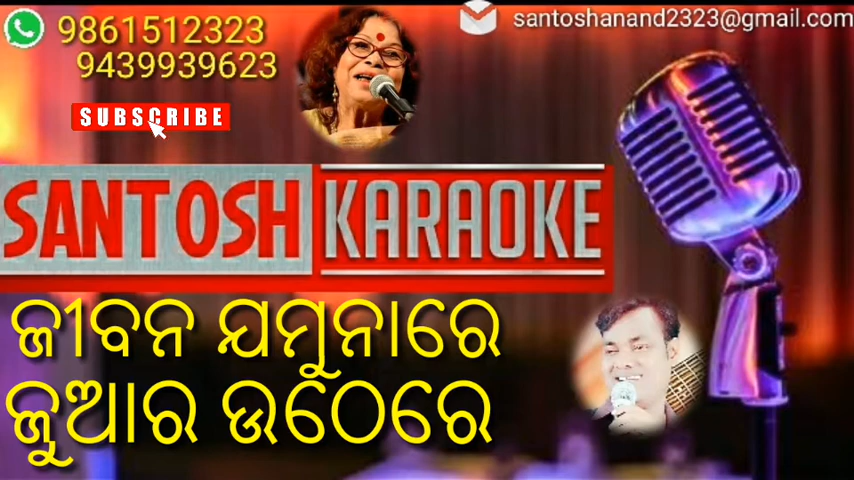 9861512323
9439939623
santoshanand2323@gmail.com
SUBSCRIBE
SANTOSH KARAOKE
ଜୀବନ ଯମୁନାରେ
ଜୁଆର ଉଠେରେ